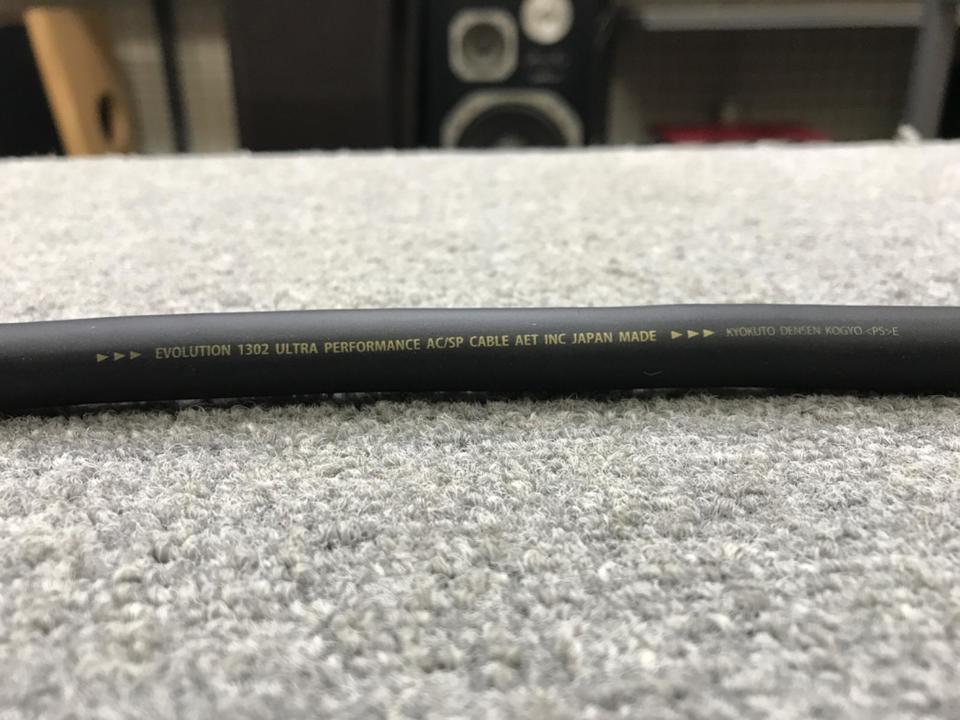 ▶▶▶ EVOLUTION 1302 ULTRA PERFORMANCE AC/SP CABLE AET INC JAPAN MADE ▶▶▶ KYOKUTO DENSEN KOGYO <PS>E